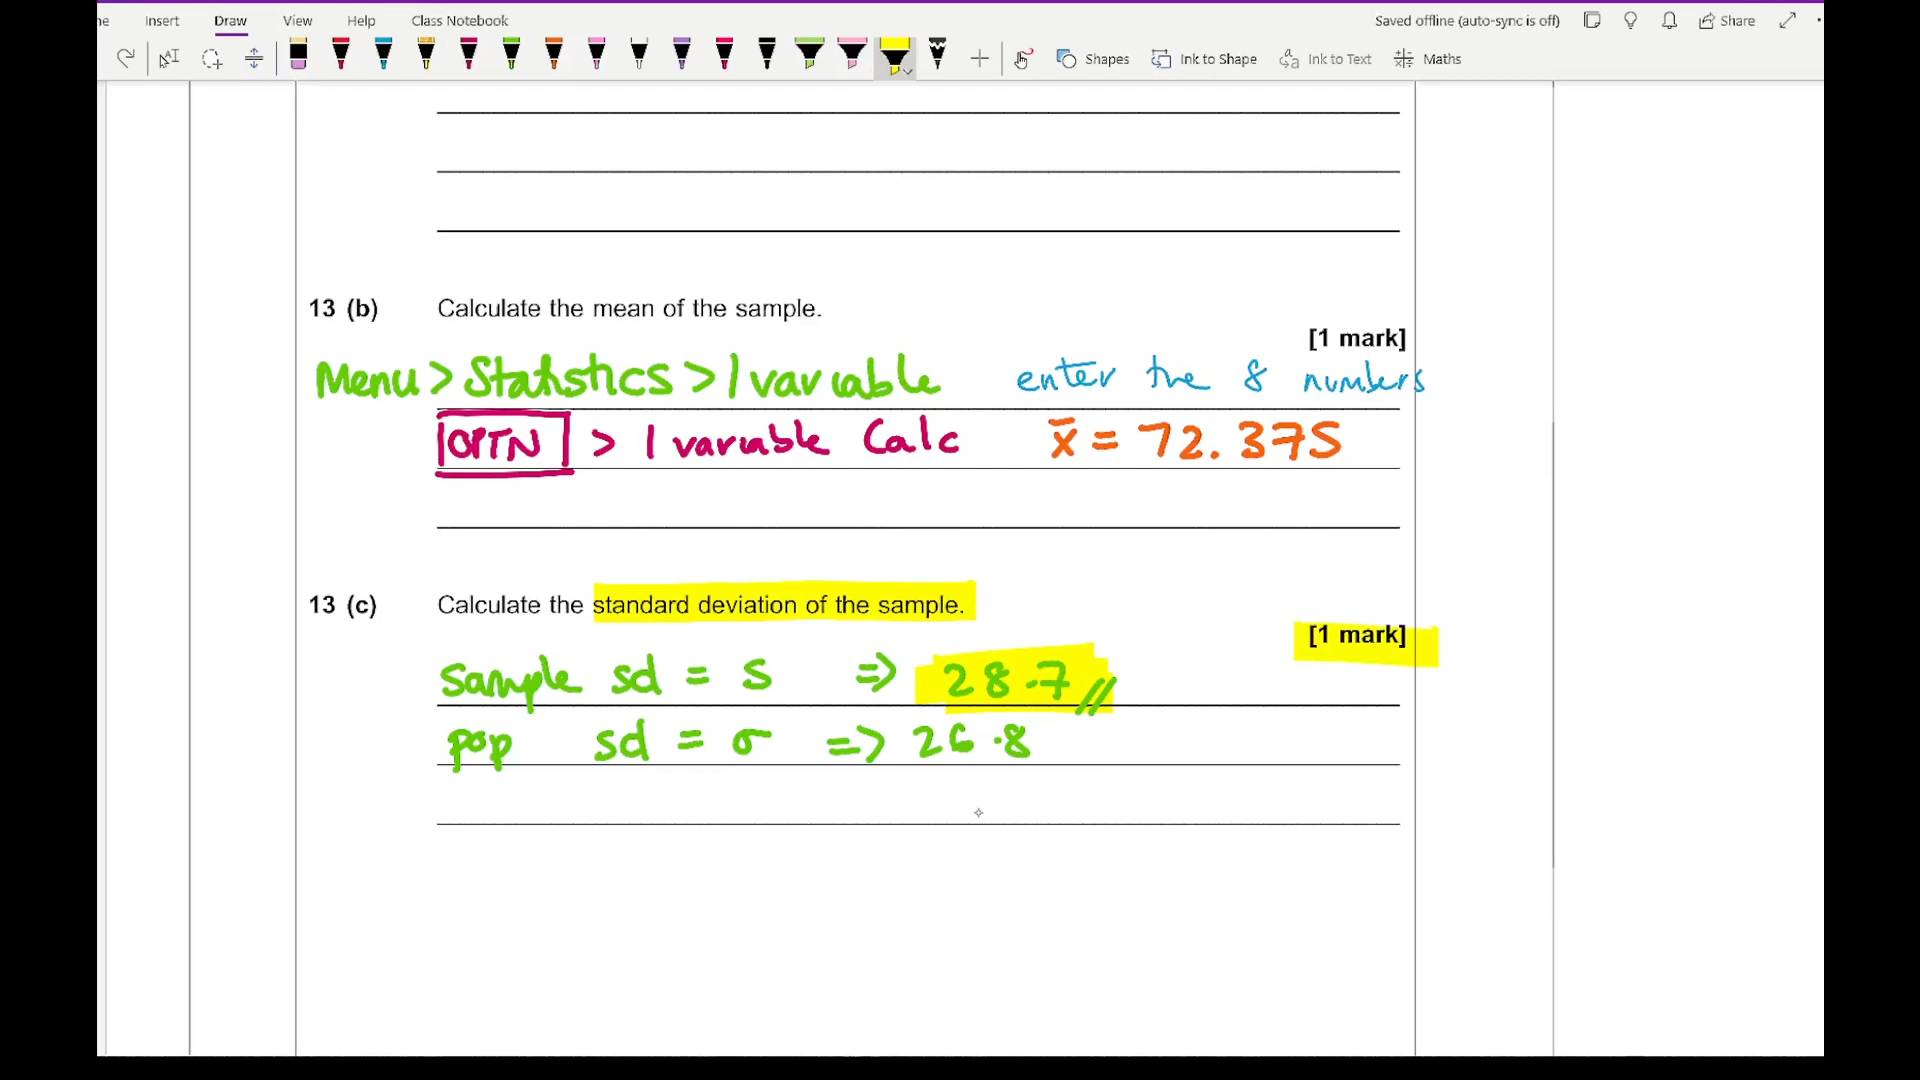 Insert Draw View Help Class Notebook Saved offline (auto-sync is off) Share
Shapes Ink to Shape Ink to Text Maths
13 (b) Calculate the mean of the sample.
[1 mark]
Menu > Statistics > 1 variable enter the 8 numbers
OPTN > 1 variable Calc x̄ = 72.375
13 (c) Calculate the standard deviation of the sample.
[1 mark]
Sample sd = s => 28.7 //
pop sd = σ => 26.8